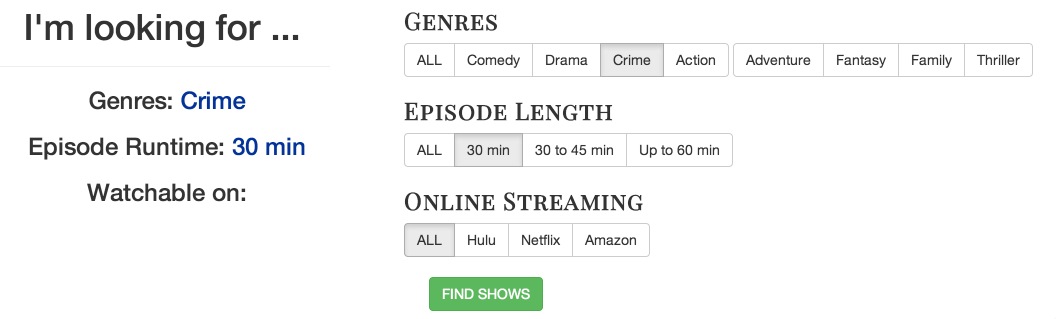 I'm looking for ...
Genres: Crime
Episode Runtime: 30 min
Watchable on:
GENRES
ALL Comedy Drama Crime Action Adventure Fantasy Family Thriller
EPISODE LENGTH
ALL 30 min 30 to 45 min Up to 60 min
ONLINE STREAMING
ALL Hulu Netflix Amazon
FIND SHOWS